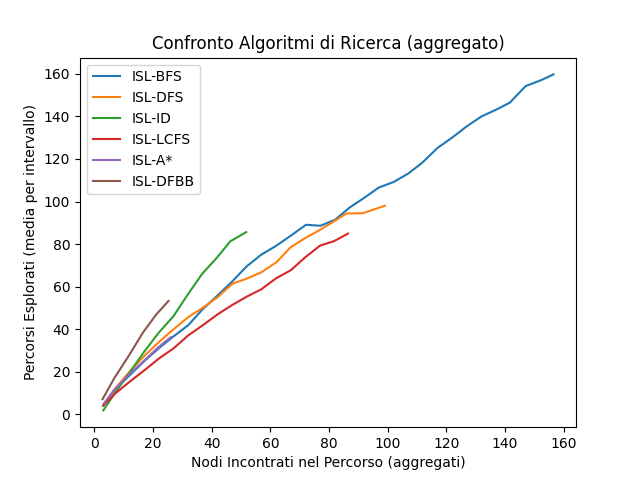 Confronto Algoritmi di Ricerca (aggregato)
Percorsi Esplorati (media per intervallo)
160
140
120
100
80
60
40
20
0
ISL-BFS
ISL-DFS
ISL-ID
ISL-LCFS
ISL-A*
ISL-DFBB
0 20 40 60 80 100 120 140 160
Nodi Incontrati nel Percorso (aggregati)